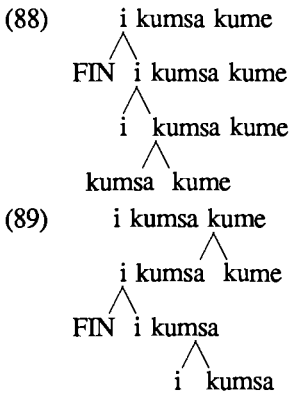 (88) i kumsa kume
FIN i kumsa kume
i kumsa kume
kumsa kume
(89) i kumsa kume
i kumsa kume
FIN i kumsa
i kumsa